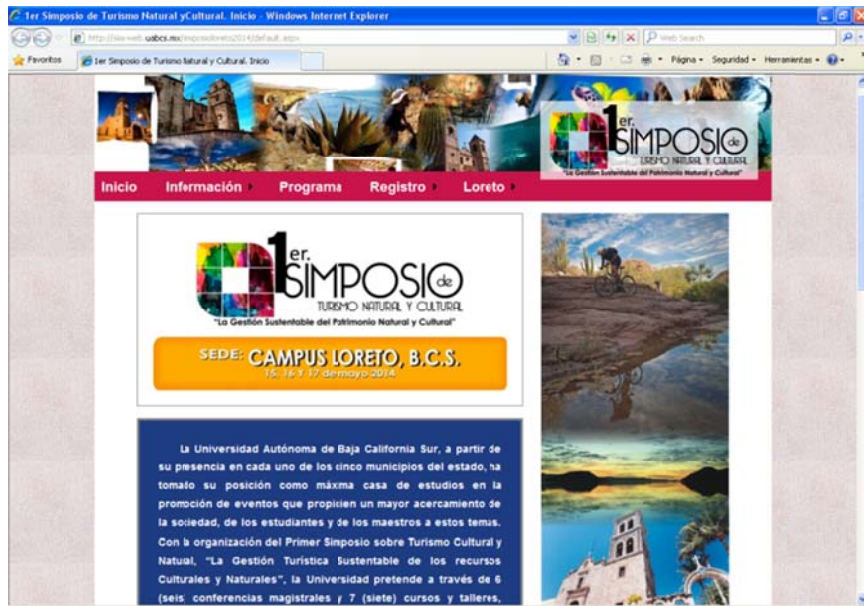 1er Simposio de Turismo Natural yCultural. Inicio - Windows Internet Explorer
Web Search
Favoritos
1er Simposio de Turismo Natural y Cultural. Inicio
Página
Seguridad
Herramientas
1er.
SIMPOSIO de
TURISMO NATURAL Y CULTURAL
"La Gestión Sustentable del Patrimonio Natural y Cultural"
Inicio Información Programa Registro Loreto
1er.
SIMPOSIO de
TURISMO NATURAL Y CULTURAL
"La Gestión Sustentable del Patrimonio Natural y Cultural"
SEDE: CAMPUS LORETO, B.C.S.
15, 16 Y 17 de mayo 2014
La Universidad Autónoma de Baja California Sur, a partir de
su presencia en cada uno de los cinco municipios del estado, ha
tomado su posición como máxma casa de estudios en la
promoción de eventos que propicien un mayor acercamiento de
la sociedad, de los estudiantes y de los maestros a estos temas.
Con la organización del Primer Simposio sobre Turismo Cultural y
Natual, "La Gestión Turística Sustentable de los recursos
Culturales y Naturales", la Universidad pretende a través de 6
(seis) conferencias magistrales y 7 (siete) cursos y talleres,